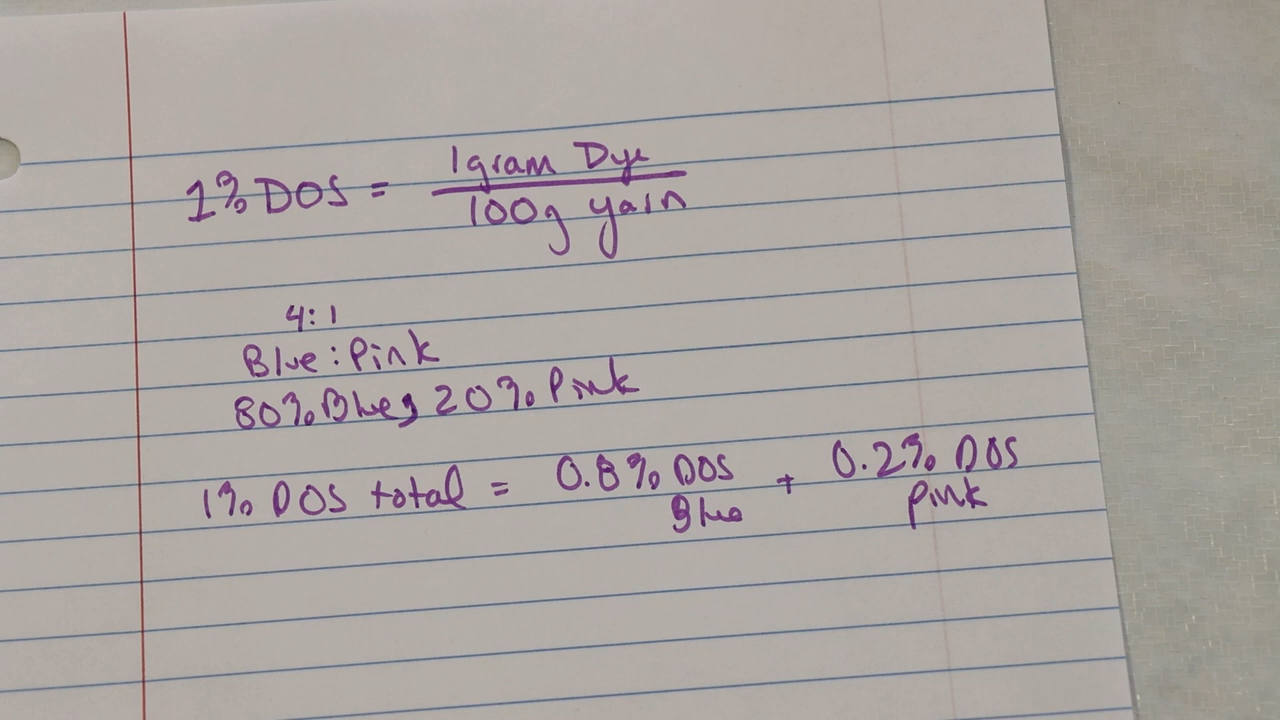 1% DOS = 1gram Dye
100g yarn
4:1
Blue:Pink
80% Blue, 20% Pink
1% DOS total = 0.8% DOS + 0.2% DOS
Blue pink